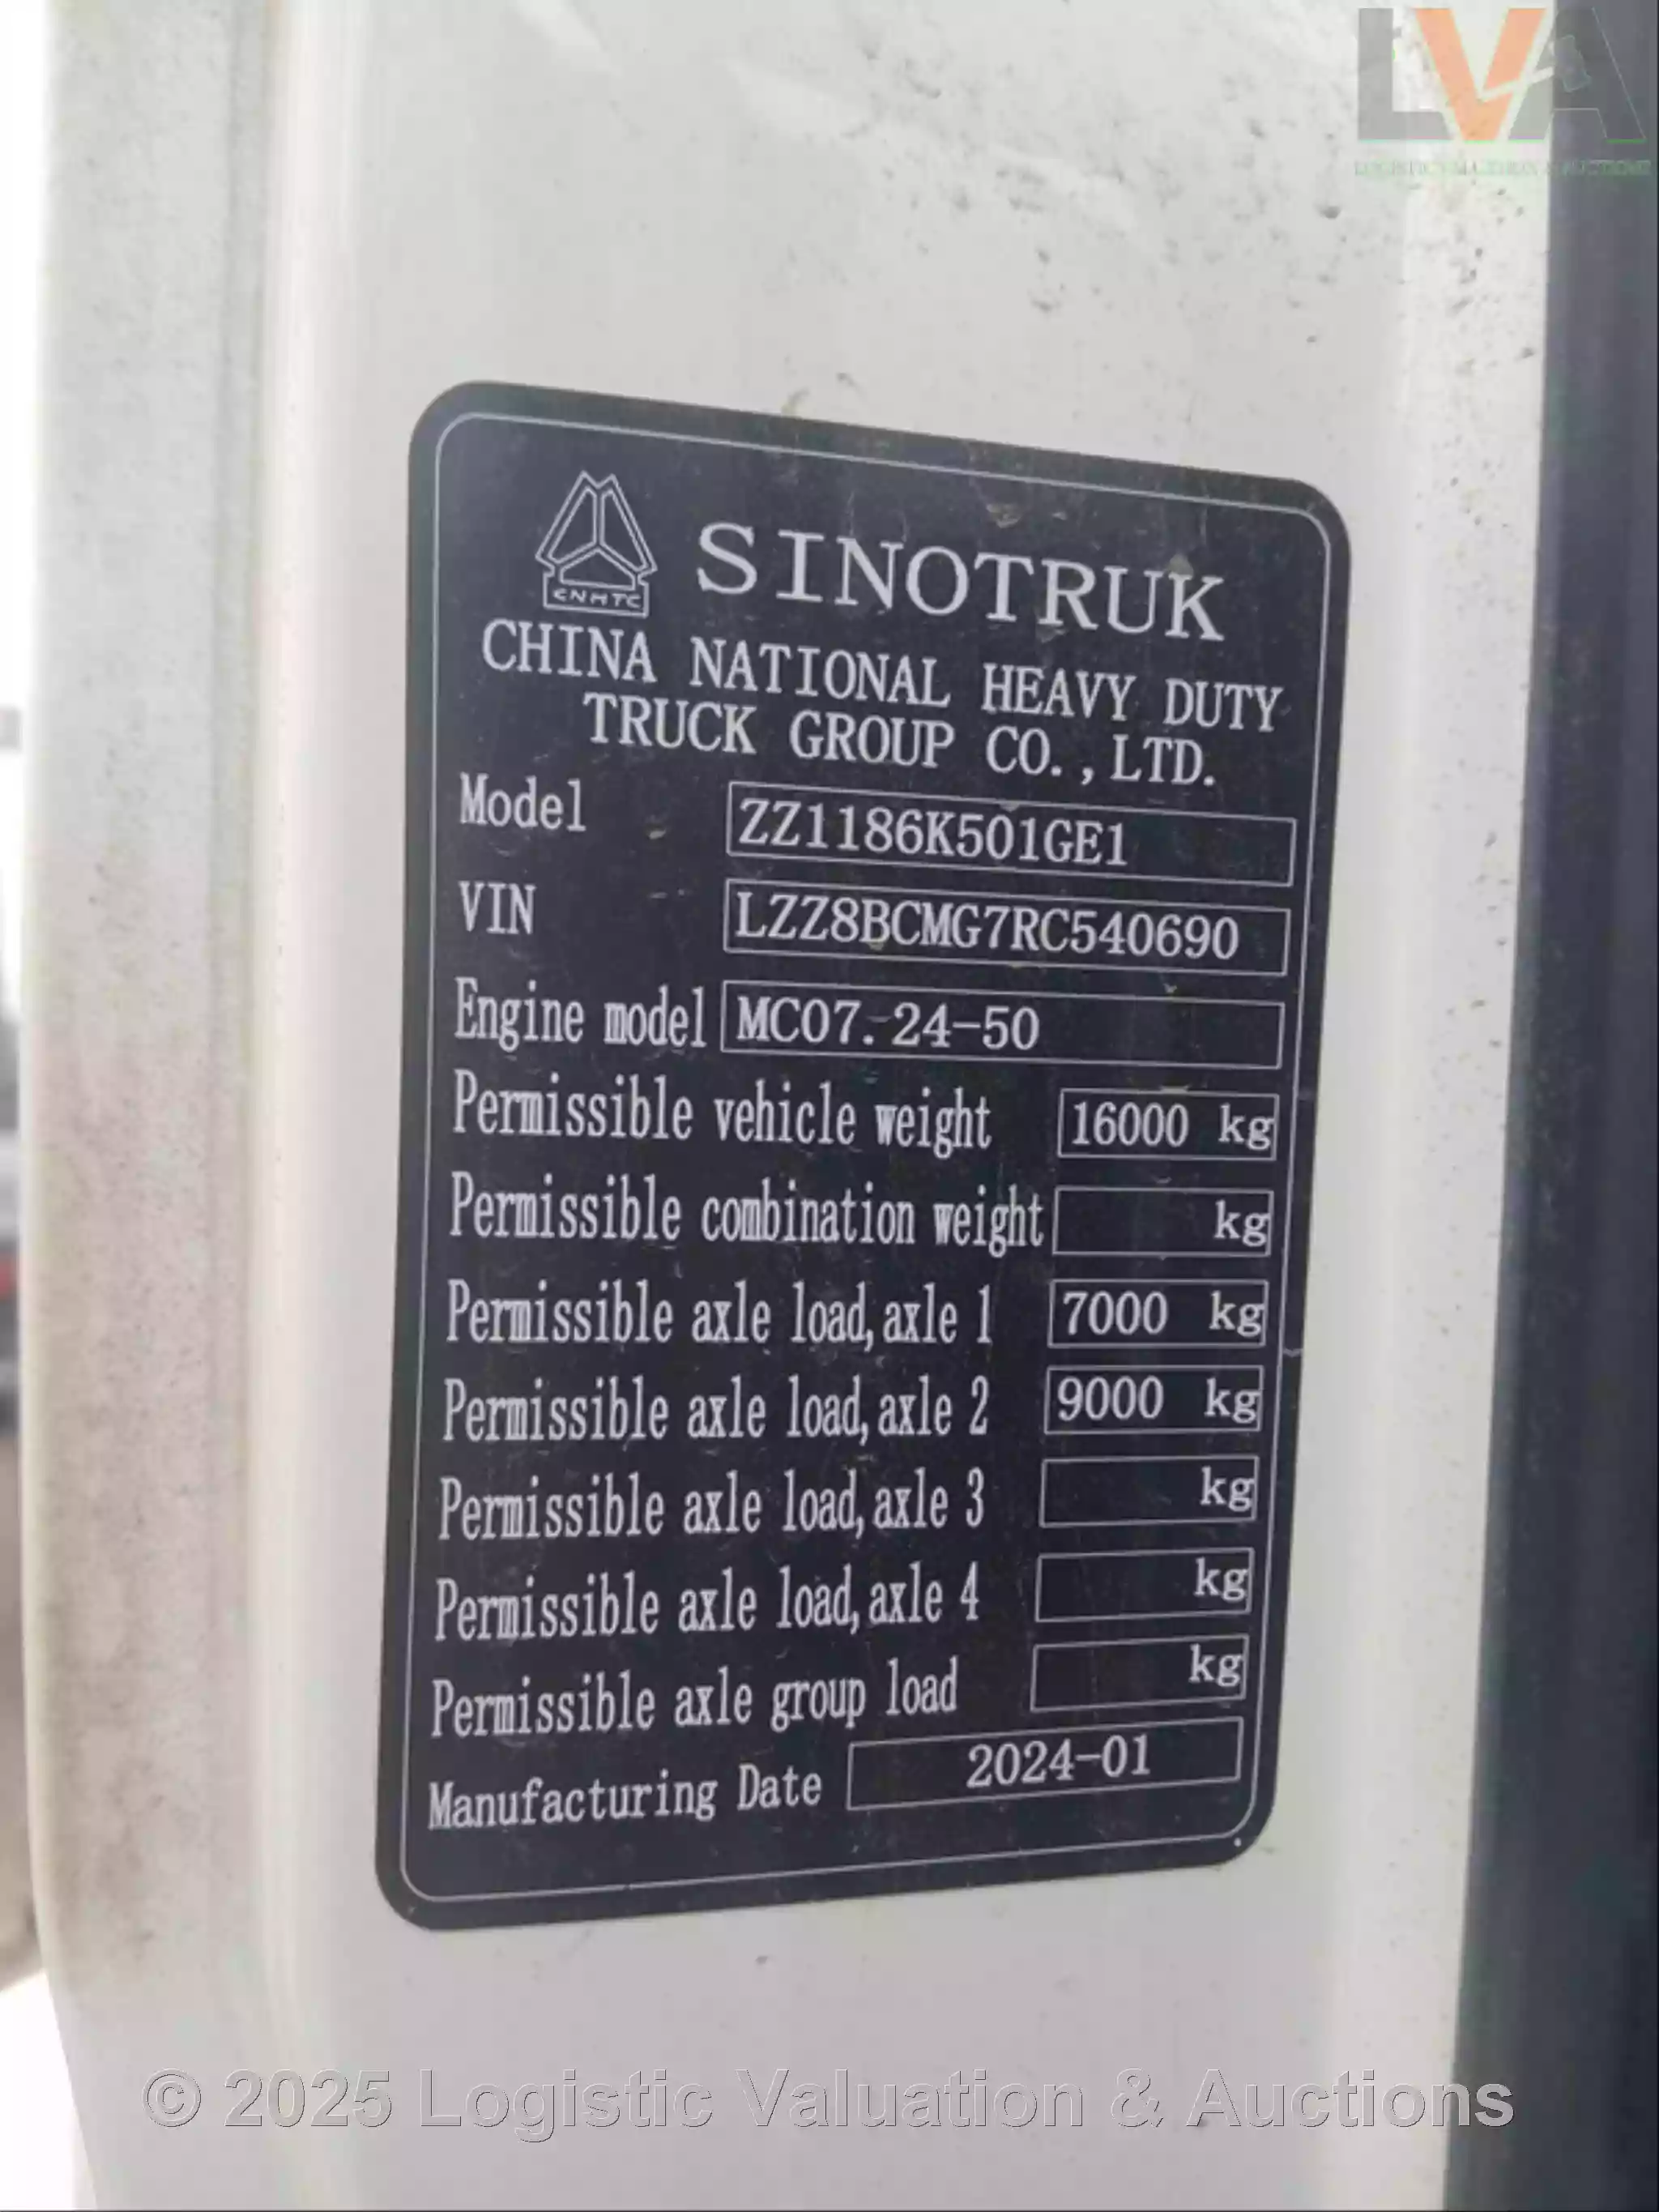 LVA
LOGISTIC VALUATION & AUCTIONS
SINOTRUK
CNHTC
CHINA NATIONAL HEAVY DUTY
TRUCK GROUP CO.,LTD.
Model ZZ1186K501GE1
VIN LZZ8BCMG7RC540690
Engine model MC07.24-50
Permissible vehicle weight 16000 kg
Permissible combination weight kg
Permissible axle load,axle 1 7000 kg
Permissible axle load,axle 2 9000 kg
Permissible axle load,axle 3 kg
Permissible axle load,axle 4 kg
Permissible axle group load kg
Manufacturing Date 2024-01
© 2025 Logistic Valuation & Auctions